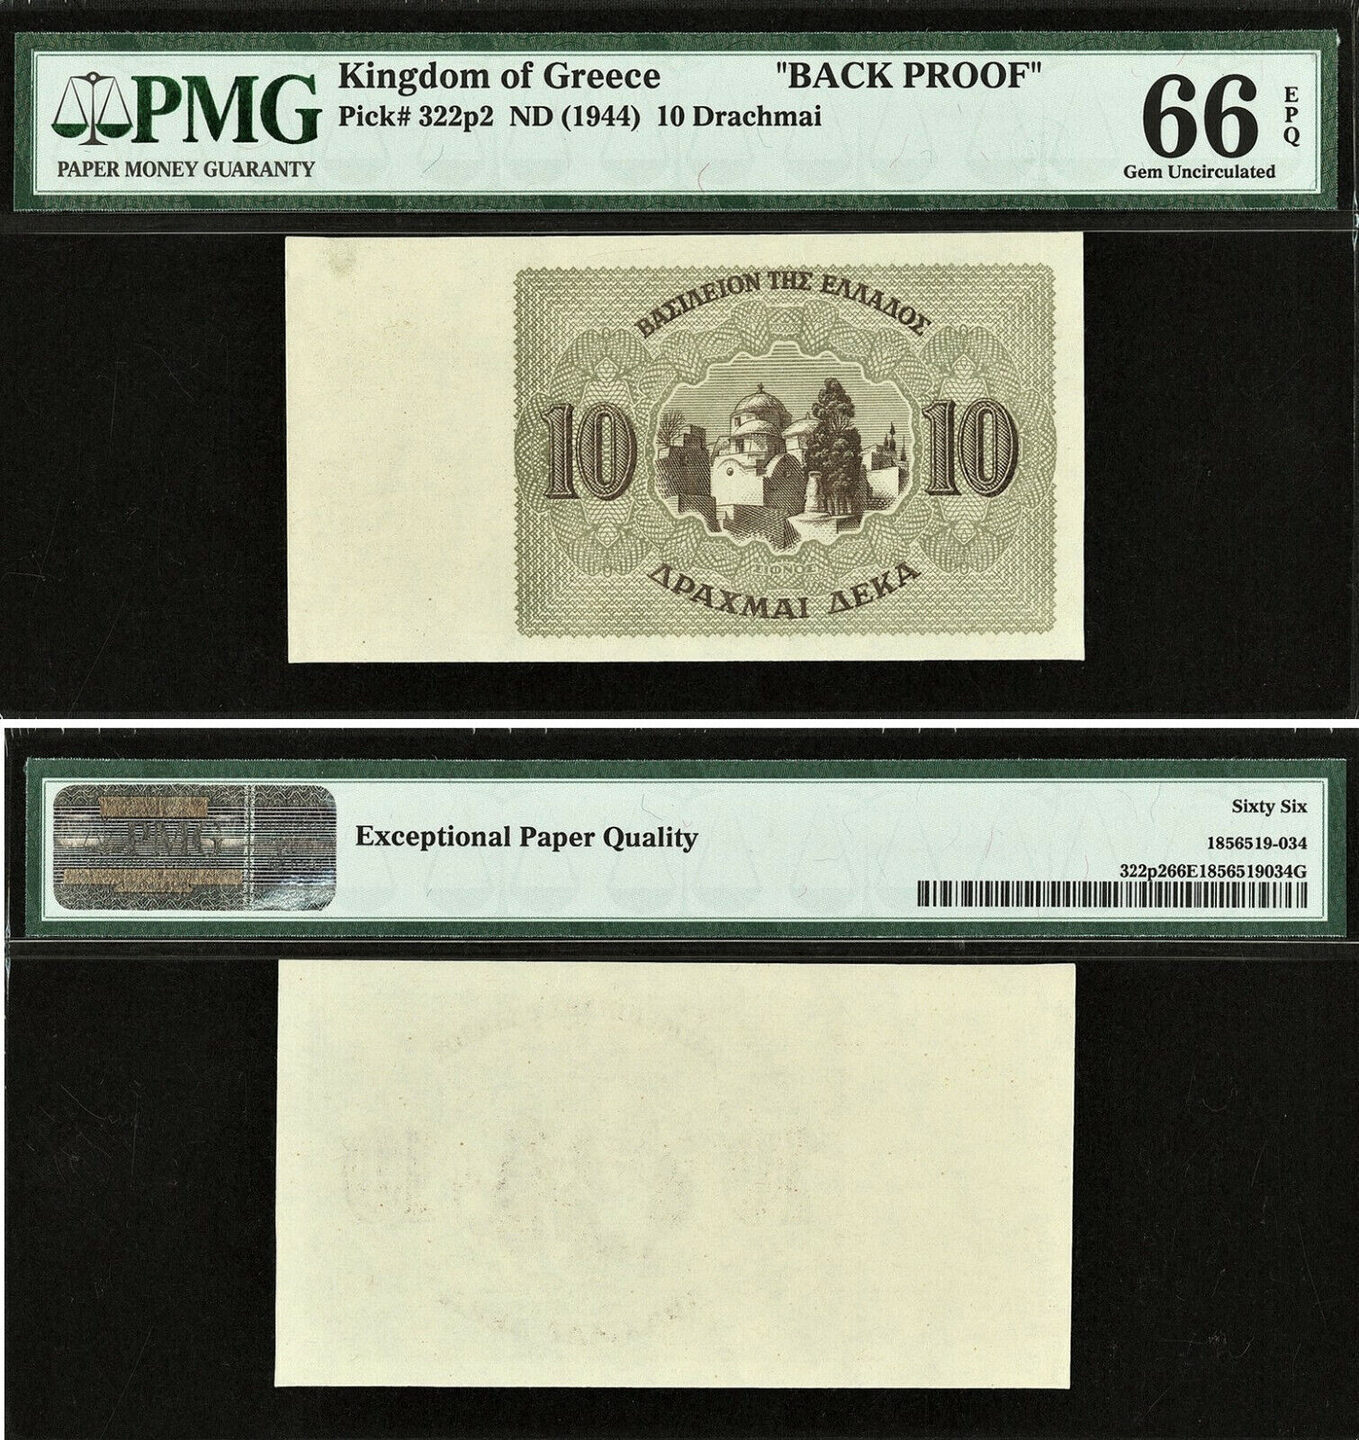 PMG
PAPER MONEY GUARANTY
Kingdom of Greece "BACK PROOF"
Pick# 322p2 ND (1944) 10 Drachmai
66 EPQ
Gem Uncirculated
ΒΑΣΙΛΕΙΟΝ ΤΗΣ ΕΛΛΑΔΟΣ
10 10
ΣΙΦΝΟΣ
ΔΡΑΧΜΑΙ ΔΕΚΑ
PMG
Exceptional Paper Quality
Sixty Six
1856519-034
322p266E1856519034G